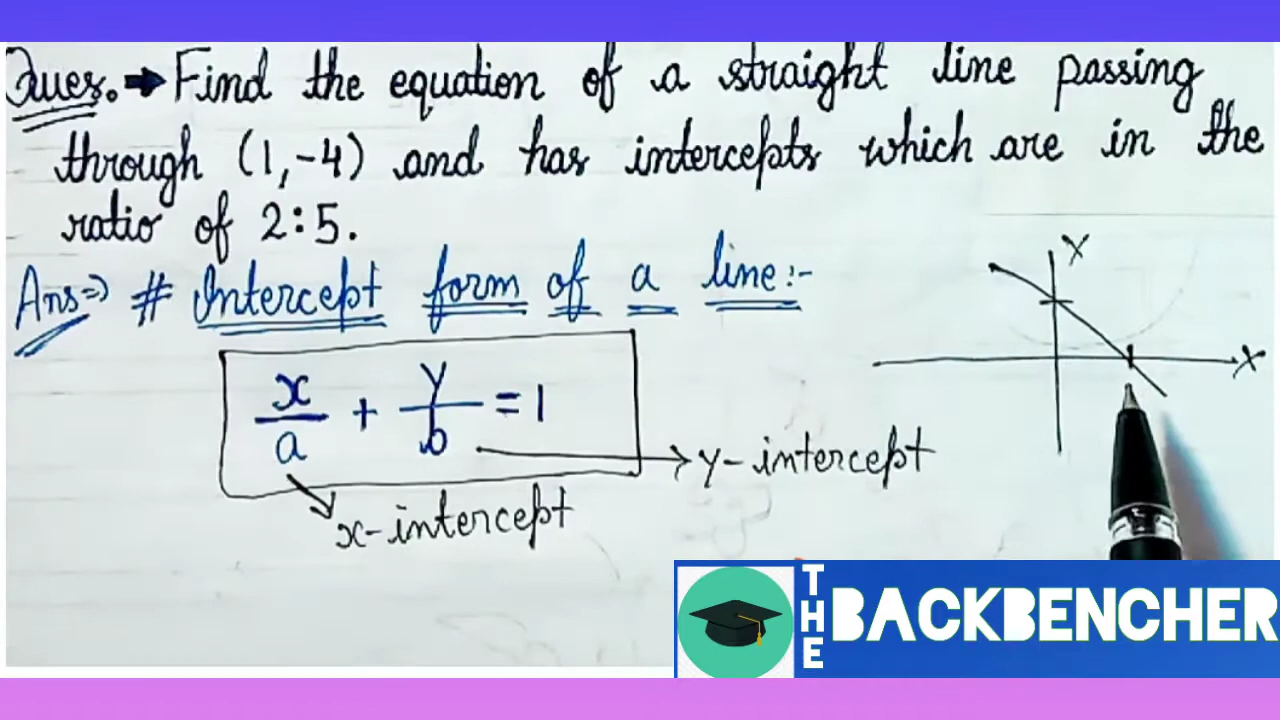 Ques. → Find the equation of a straight line passing
through (1,-4) and has intercepts which are in the
ratio of 2:5.
Ans⇒ # Intercept form of a line:-
Y
X
x/a + y/b = 1
y-intercept
x-intercept
THE BACKBENCHER